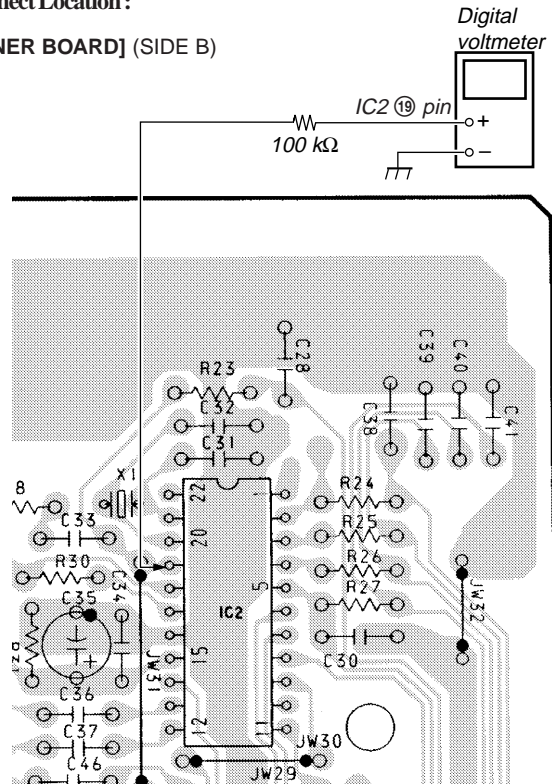 nect Location :
NER BOARD] (SIDE B)
Digital
voltmeter
IC2 ⑲ pin
+
100 kΩ
–
C28
C39
C40
R23
C32
C38
C41
C31
X1
22
R24
8
20
R25
C33
R26
R30
C34
5
R27
JW32
C35
IC2
+
15
C30
JW31
C36
12
11
C37
JW30
C46
JW29